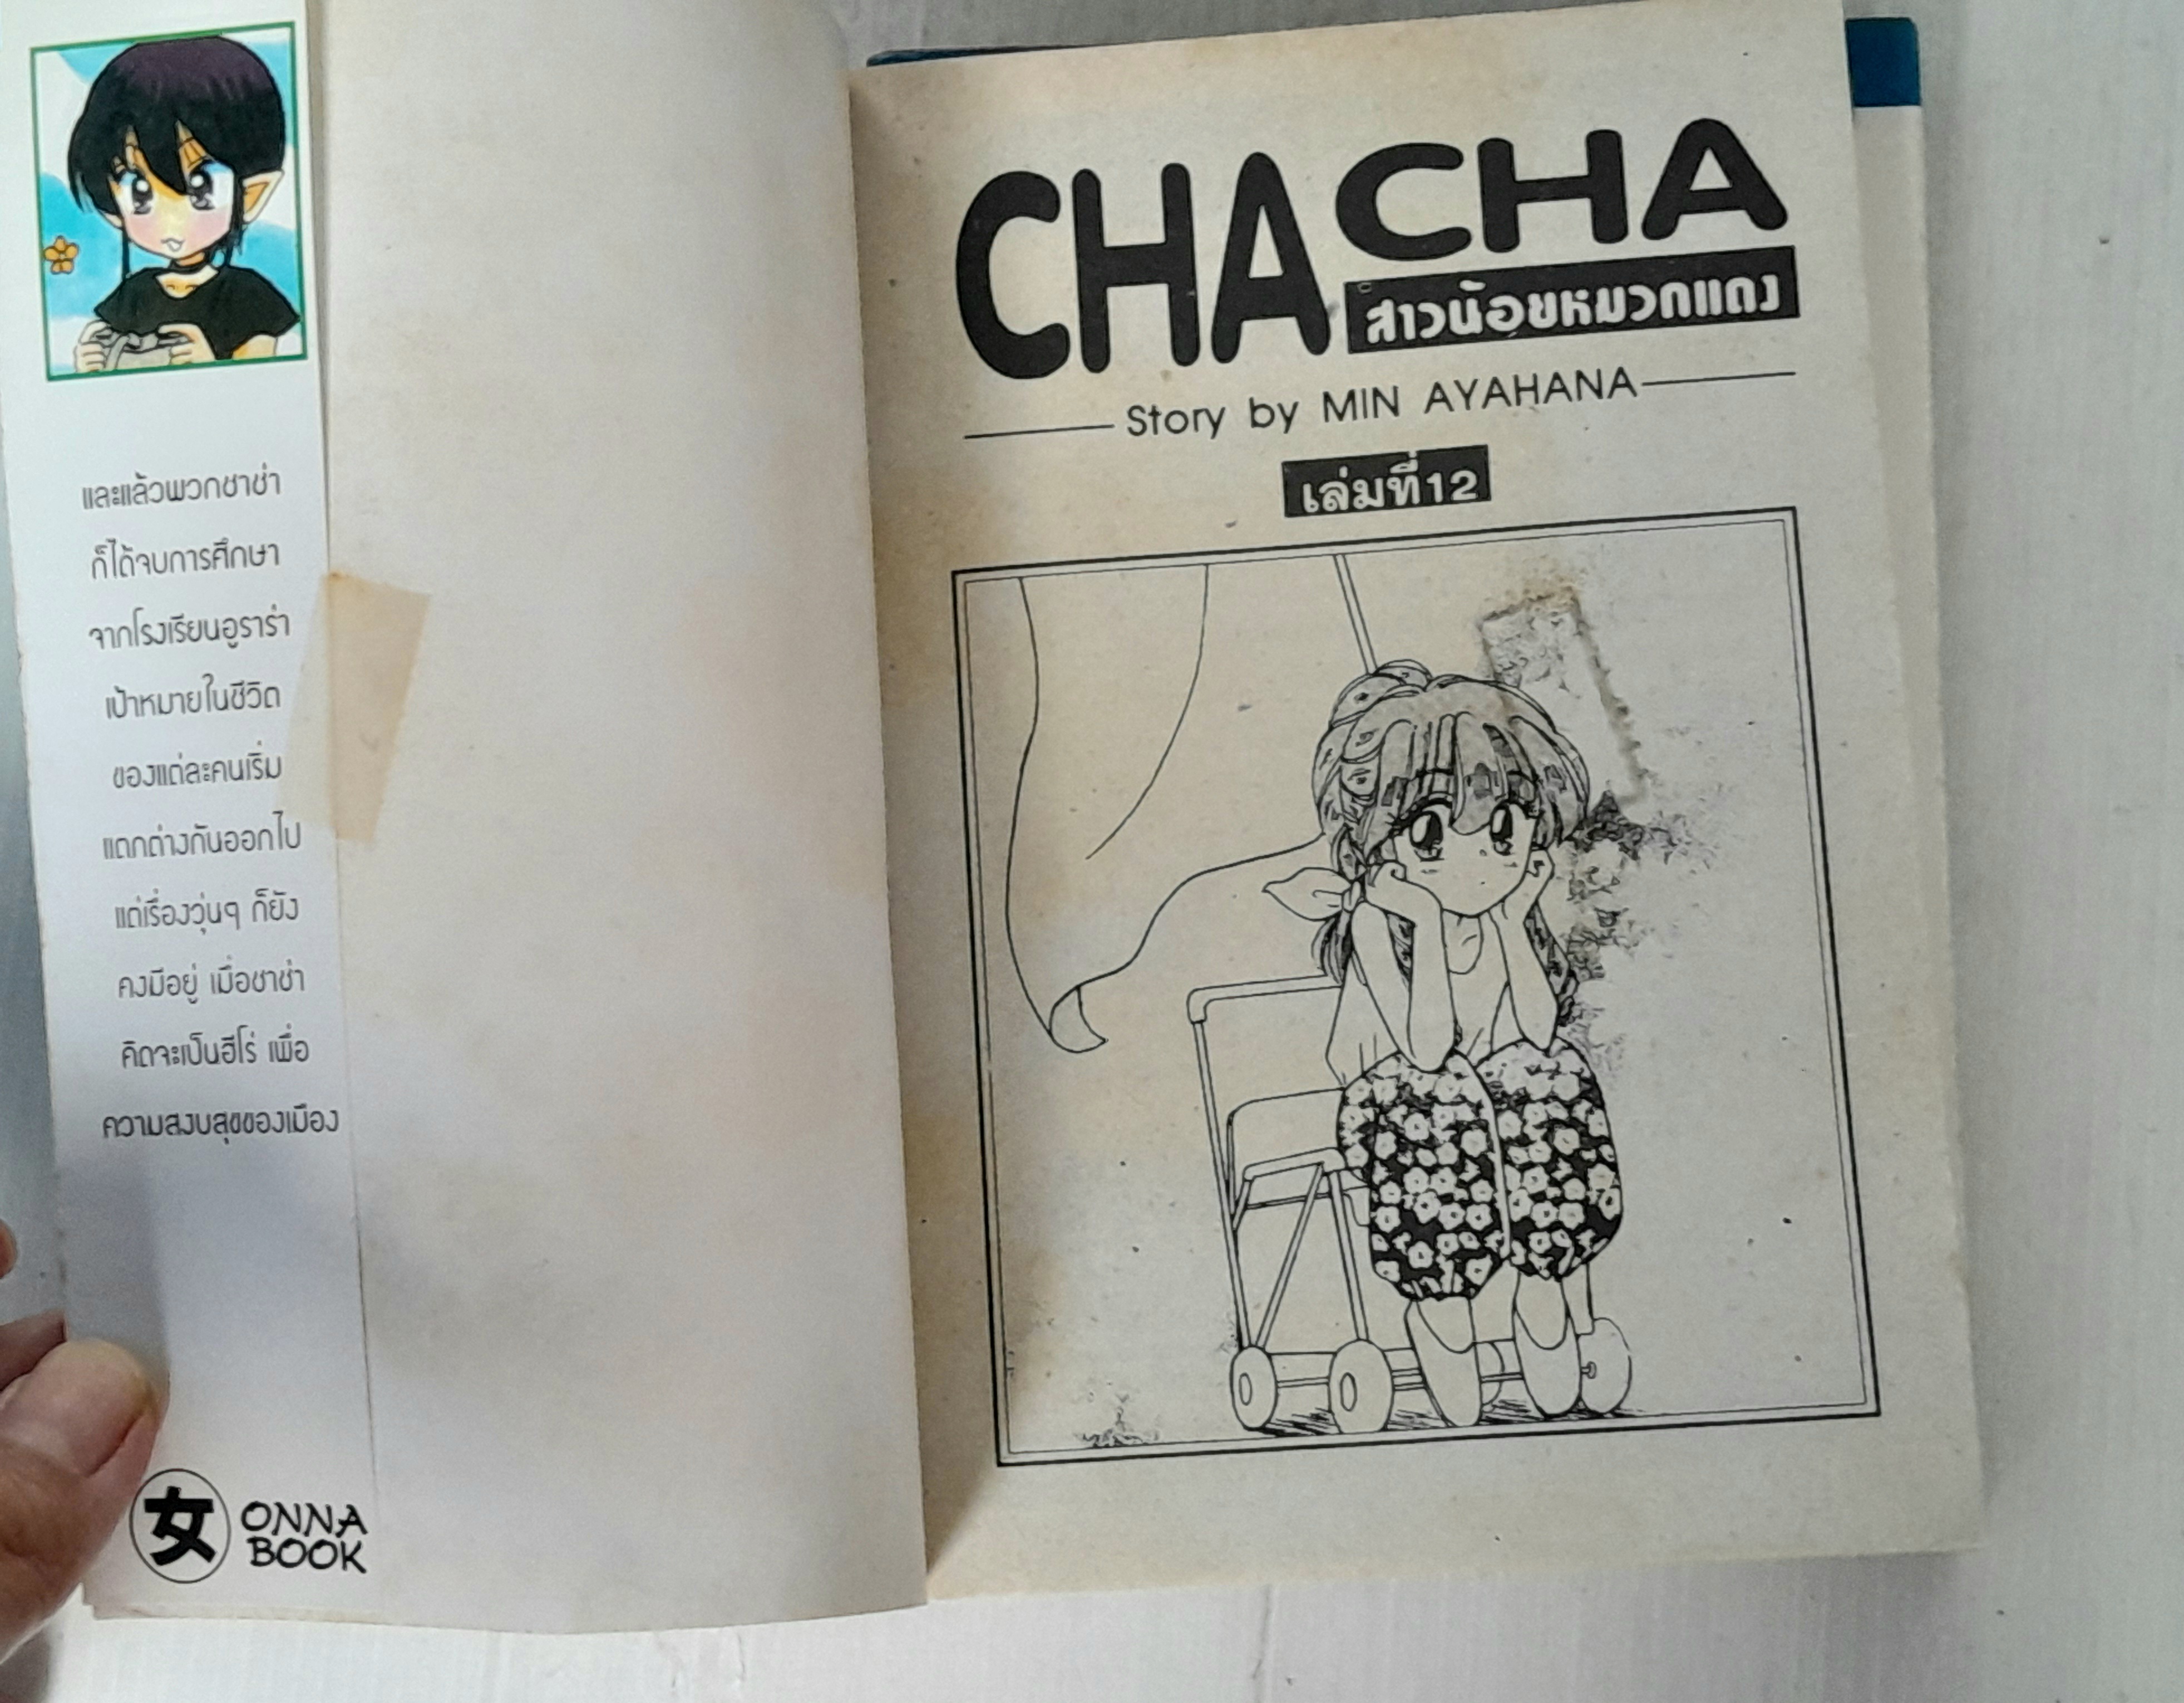 และแล้วพวกชาช่า
ก็ได้จบการศึกษา
จากโรงเรียนอูราร่า
เป้าหมายในชีวิต
ของแต่ละคนเริ่ม
แตกต่างกันออกไป
แต่เรื่องวุ่นๆ ก็ยัง
คงมีอยู่ เมื่อชาช่า
คิดจะเป็นฮีโร่ เพื่อ
ความสงบสุขของเมือง
女 ONNA
BOOK
CHA CHA
สาวน้อยหมวกแดง
Story by MIN AYAHANA
เล่มที่12